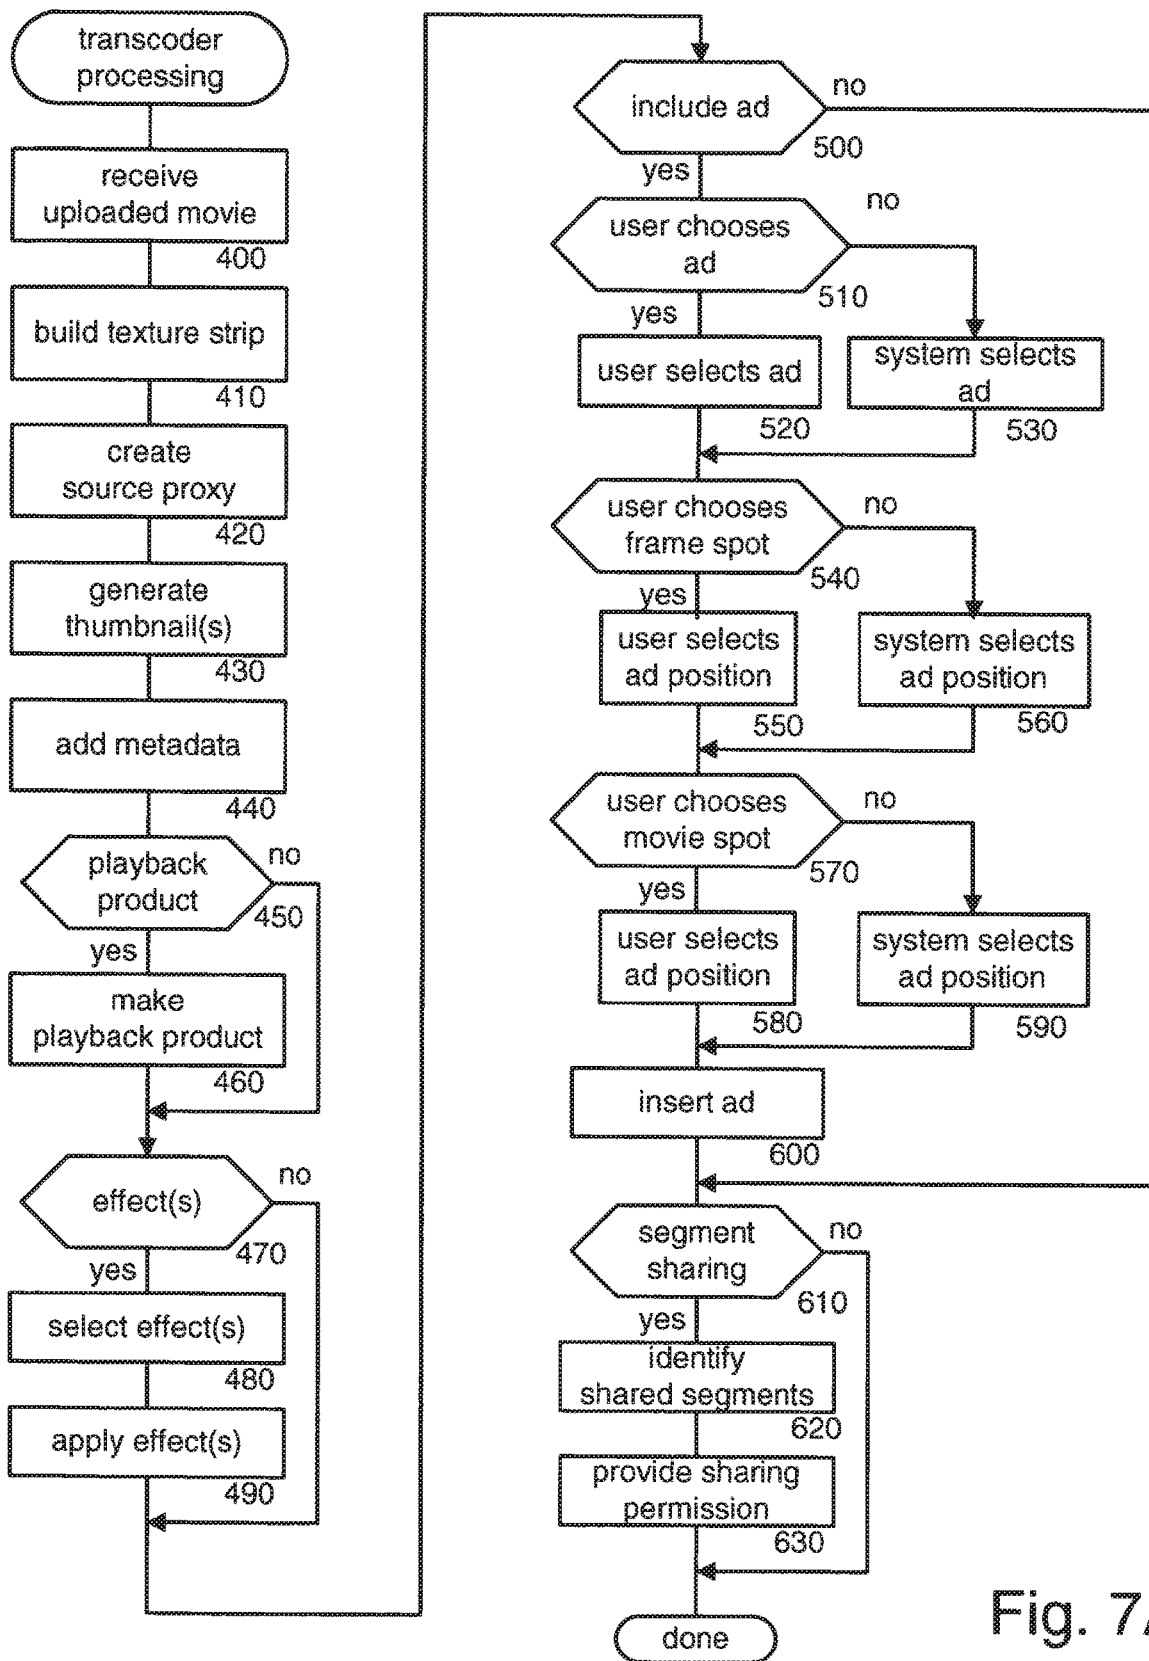 transcoder
processing
receive
uploaded movie
400
build texture strip
410
create
source proxy
420
generate
thumbnail(s)
430
add metadata
440
playback
product
no
450
yes
make
playback product
460
effect(s)
no
470
yes
select effect(s)
480
apply effect(s)
490
include ad
no
500
yes
user chooses
ad
no
510
yes
user selects ad
520
system selects
ad
530
user chooses
frame spot
no
540
yes
user selects
ad position
550
system selects
ad position
560
user chooses
movie spot
no
570
yes
user selects
ad position
580
system selects
ad position
590
insert ad
600
segment
sharing
no
610
yes
identify
shared segments
620
provide sharing
permission
630
done
Fig. 7A